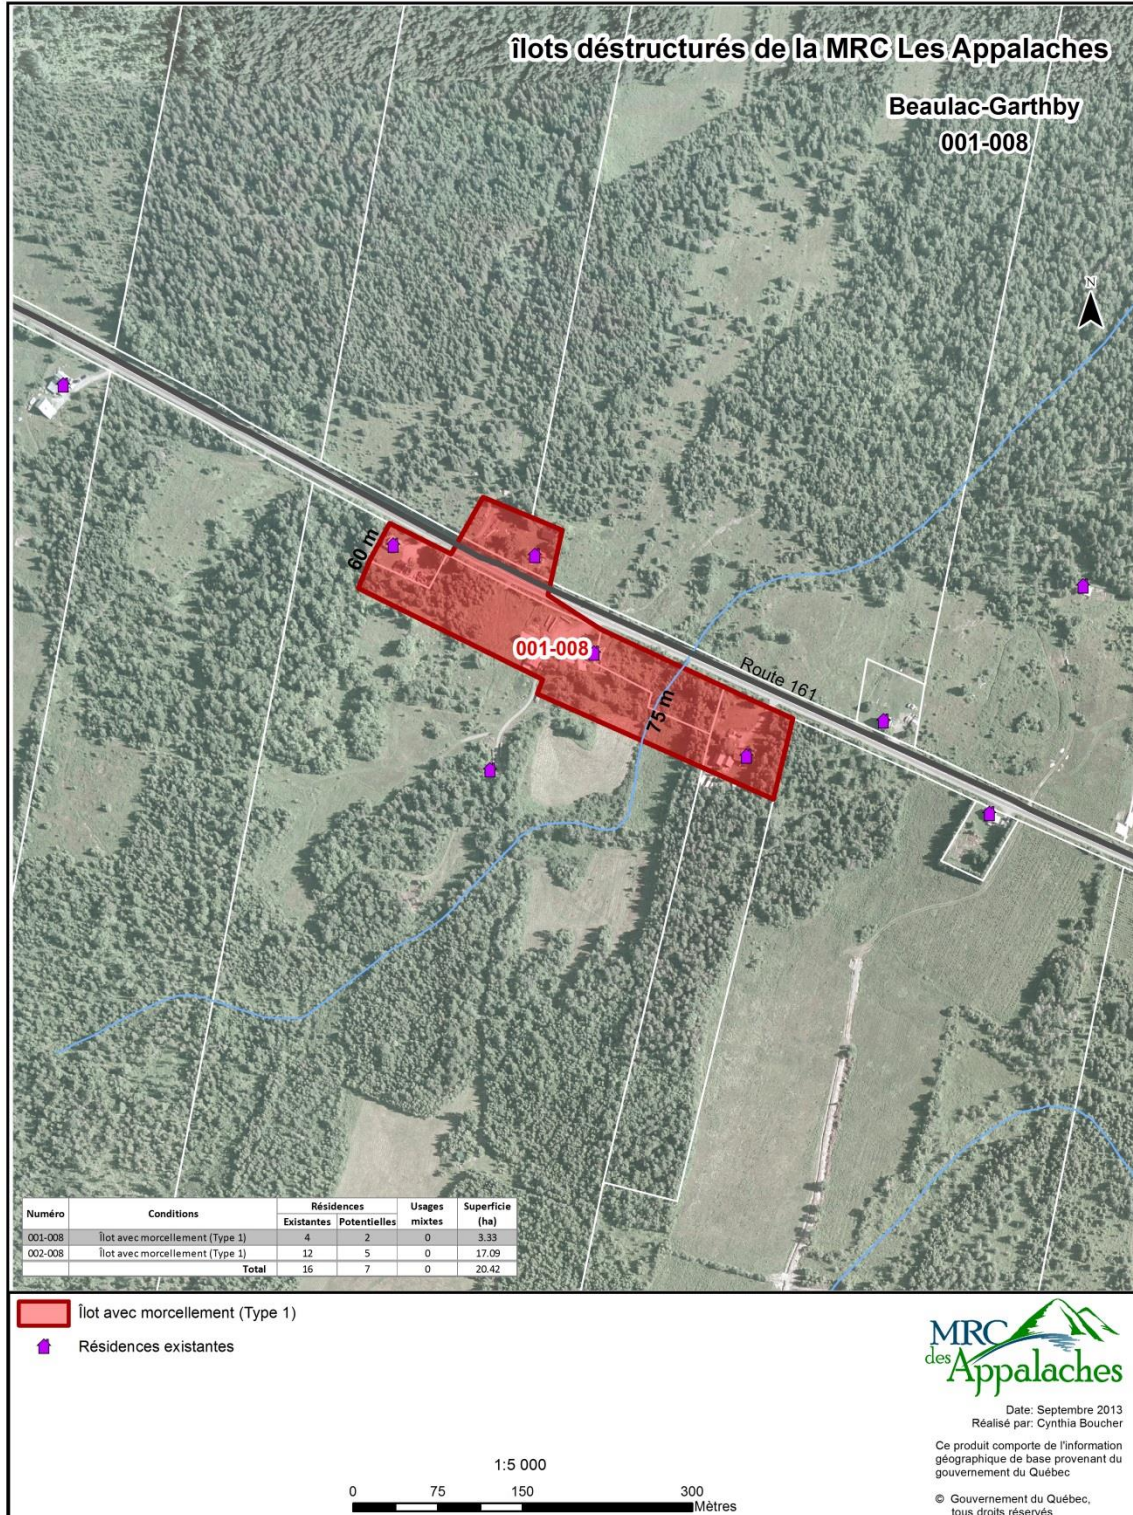 îlots déstructurés de la MRC Les Appalaches
Beaulac-Garthby
001-008
N
60 m
001-008
75 m
Route 161
Numéro Conditions Résidences Usages mixtes Superficie (ha)
Existantes Potentielles
001-008 Îlot avec morcellement (Type 1) 4 2 0 3.33
002-008 Îlot avec morcellement (Type 1) 12 5 0 17.09
Total 16 7 0 20.42
Îlot avec morcellement (Type 1)
Résidences existantes
MRC
des Appalaches
Date: Septembre 2013
Réalisé par: Cynthia Boucher
Ce produit comporte de l'information
géographique de base provenant du
gouvernement du Québec
© Gouvernement du Québec,
tous droits réservés
1:5 000
0 75 150 300
Mètres